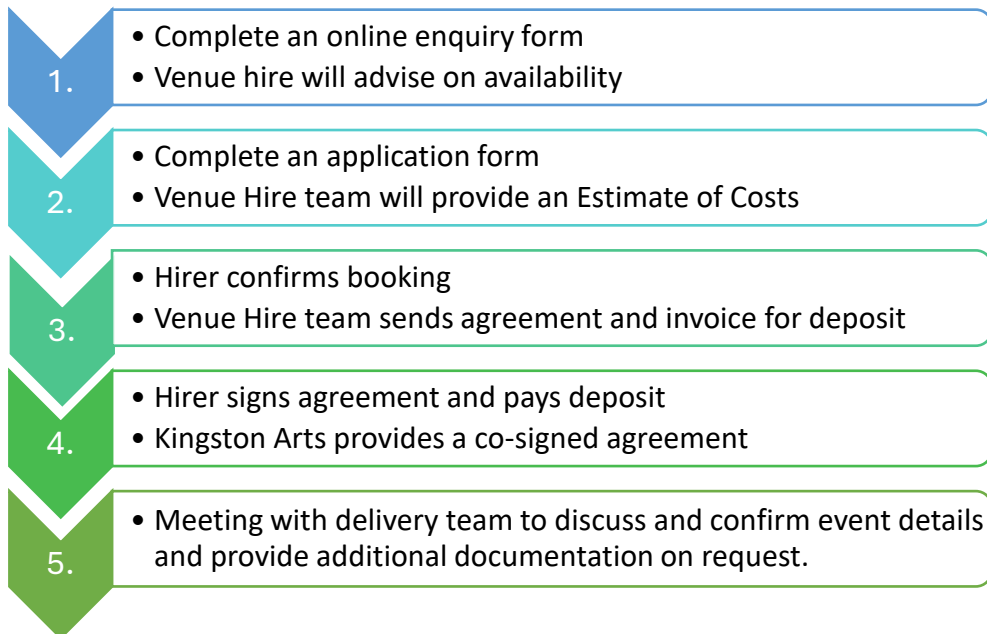 1.
• Complete an online enquiry form
• Venue hire will advise on availability
2.
• Complete an application form
• Venue Hire team will provide an Estimate of Costs
3.
• Hirer confirms booking
• Venue Hire team sends agreement and invoice for deposit
4.
• Hirer signs agreement and pays deposit
• Kingston Arts provides a co-signed agreement
5.
• Meeting with delivery team to discuss and confirm event details
and provide additional documentation on request.